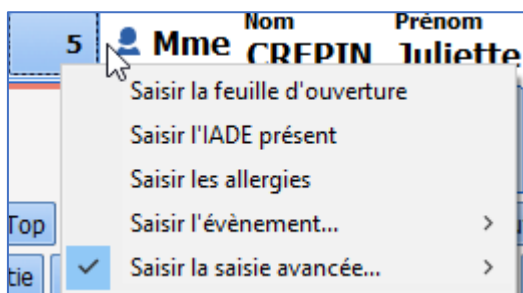 Nom Prénom
5 Mme CREPIN Juliette
Saisir la feuille d'ouverture
Saisir l'IADE présent
Saisir les allergies
Top Saisir l'évènement...
tie Saisir la saisie avancée...